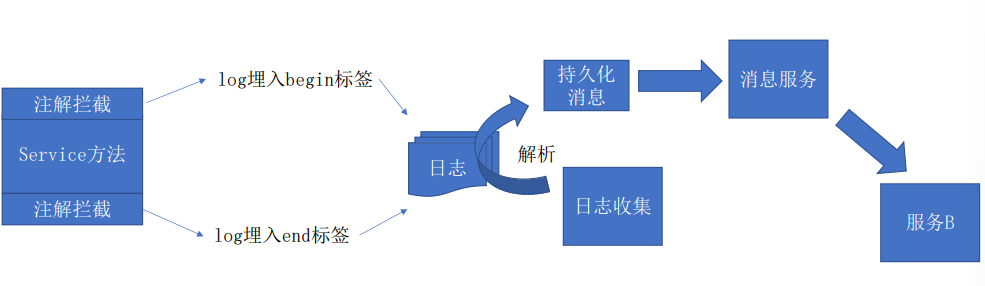 注解拦截
Service方法
注解拦截
log埋入begin标签
log埋入end标签
日志
解析
持久化
消息
日志收集
消息服务
服务B